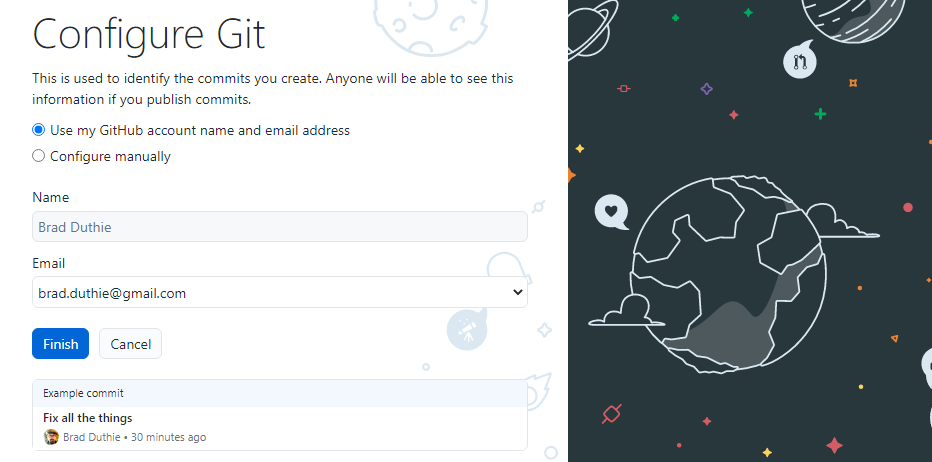 Configure Git
This is used to identify the commits you create. Anyone will be able to see this
information if you publish commits.
Use my GitHub account name and email address
Configure manually
Name
Brad Duthie
Email
brad.duthie@gmail.com
Finish Cancel
Example commit
Fix all the things
Brad Duthie • 30 minutes ago